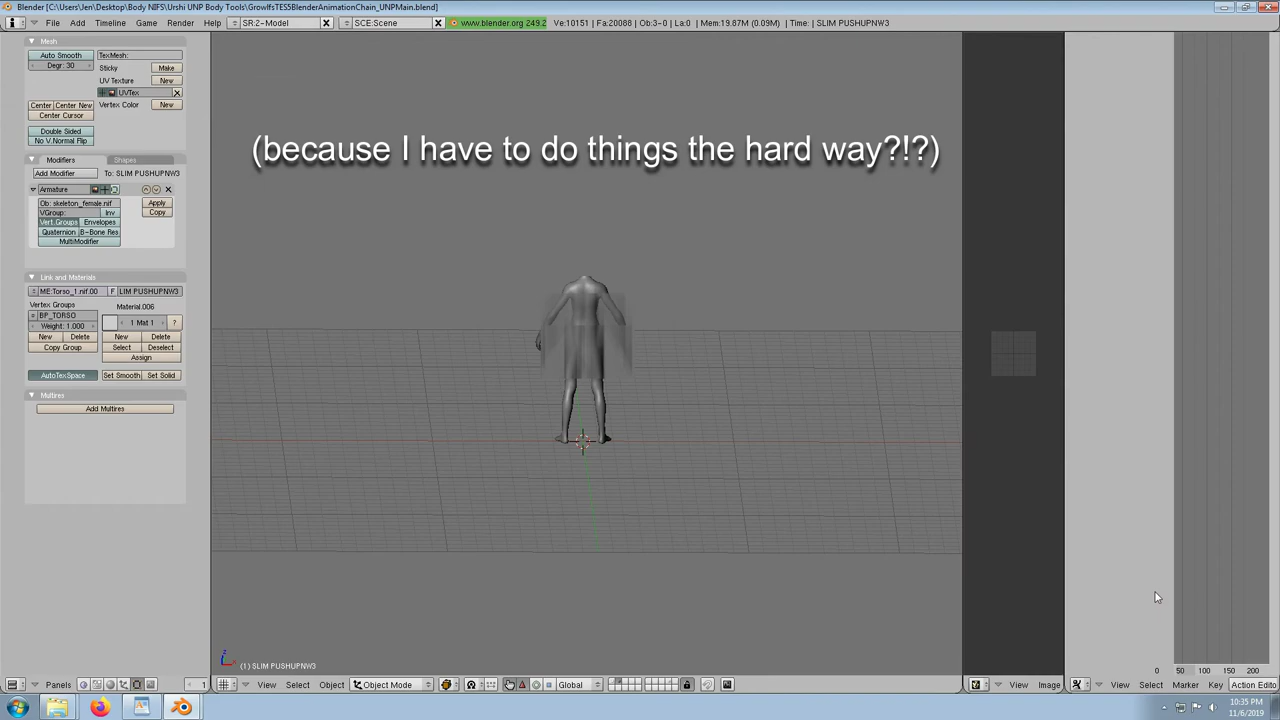 Blender [C:\Users\Jen\Desktop\Body NIFS\Urshi UNP Body Tools\GrowlfsTES5BlenderAnimationChain_UNPMain.blend]
File Add Timeline Game Render Help SR:2-Model SCE:Scene www.blender.org 249.2 Ve:10151 | Fa:20088 | Ob:3-0 | La:0 | Mem:19.87M (0.09M) | Time: | SLIM PUSHUPNW3
Mesh
Auto Smooth TexMesh:
Degr: 30 Sticky Make
UV Texture New
UVTex
Center Center New Vertex Color New
Center Cursor
Double Sided
No V.Normal Flip
Modifiers Shapes
Add Modifier To: SLIM PUSHUPNW3
Armature
Ob: skeleton_female.nif Apply
VGroup: Inv Copy
Vert.Groups Envelopes
Quaternion B-Bone Res
MultiModifier
Link and Materials
ME:Torso_1.nif.00 F LIM PUSHUPNW3
Vertex Groups Material.006
BP_TORSO
Weight: 1.000 1 Mat 1 ?
New Delete New Delete
Copy Group Select Deselect
Assign
AutoTexSpace Set Smooth Set Solid
Multires
Add Multires
(because I have to do things the hard way?!?)
(1) SLIM PUSHUPNW3
0 50 100 150 200
Panels 1 View Select Object Object Mode Global View Image View Select Marker Key Action Edito
10:35 PM
11/6/2019